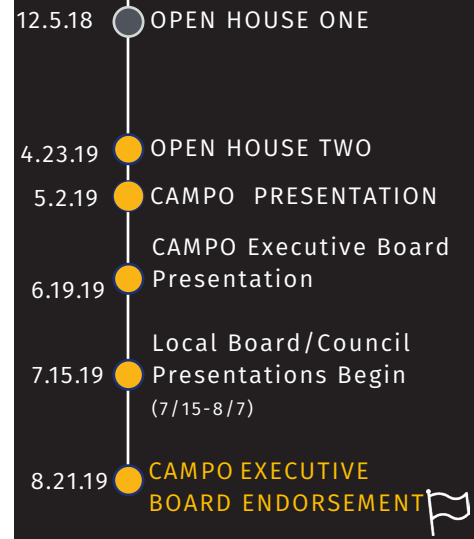 12.5.18 OPEN HOUSE ONE
4.23.19 OPEN HOUSE TWO
5.2.19 CAMPO PRESENTATION
CAMPO Executive Board
6.19.19 Presentation
Local Board/Council
7.15.19 Presentations Begin
(7/15-8/7)
8.21.19 CAMPO EXECUTIVE
BOARD ENDORSEMENT